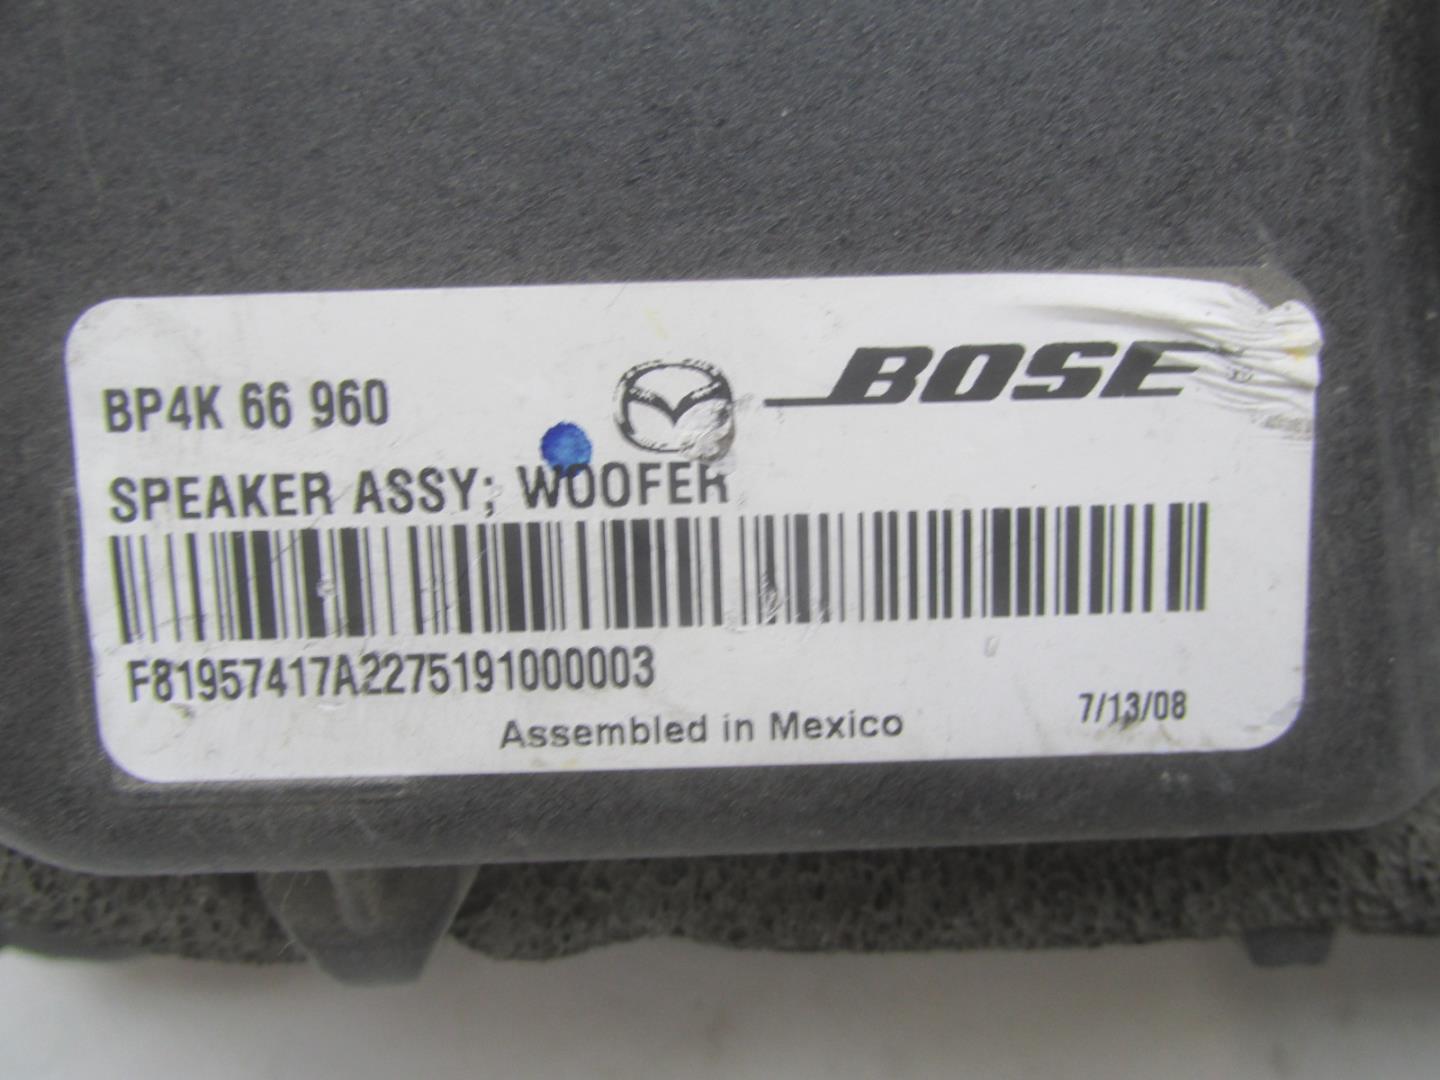 BP4K 66 960
BOSE
SPEAKER ASSY; WOOFER
F81957417A2275191000003
Assembled in Mexico
7/13/08